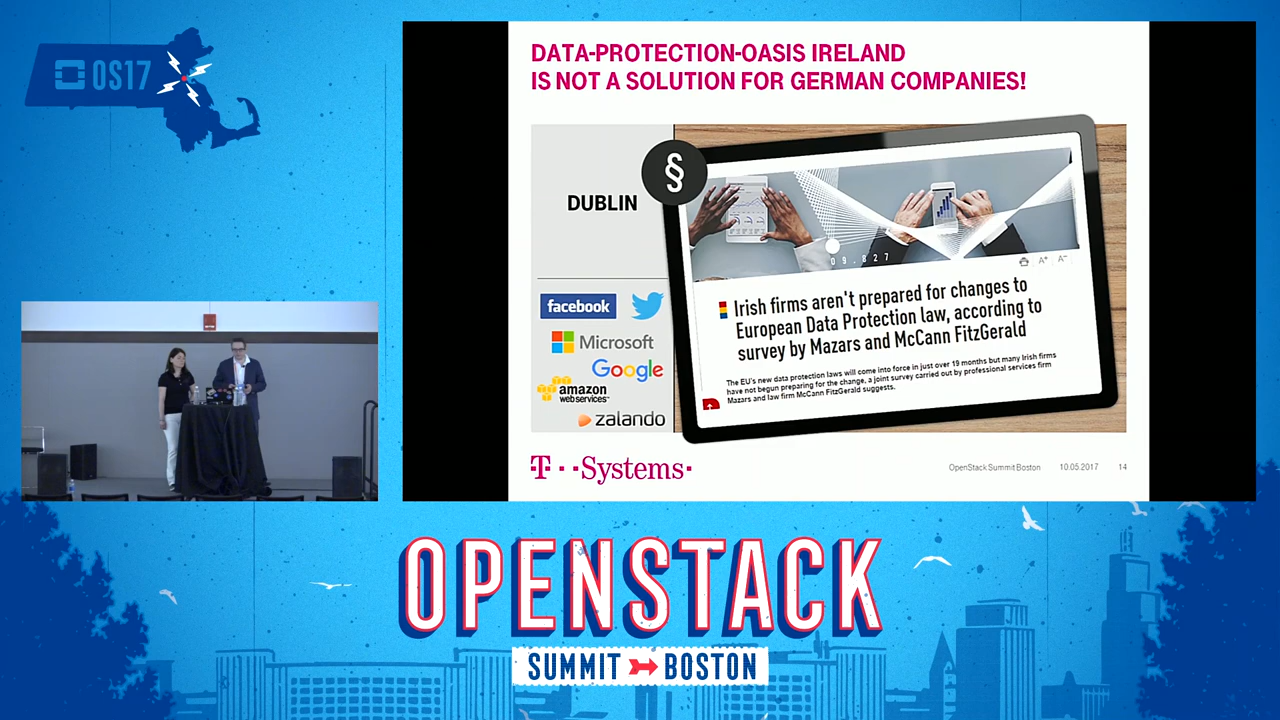 OS17
DATA-PROTECTION-OASIS IRELAND
IS NOT A SOLUTION FOR GERMAN COMPANIES!
DUBLIN
§
facebook
Microsoft
Google
amazon
web services™
zalando
09.827
A+ A-
Irish firms aren't prepared for changes to
European Data Protection law, according to
survey by Mazars and McCann FitzGerald
The EU's new data protection laws will come into force in just over 19 months but many Irish firms
have not begun preparing for the change, a joint survey carried out by professional services firm
Mazars and law firm McCann FitzGerald suggests.
T··Systems·
OpenStack Summit Boston 10.05.2017 14
OPENSTACK
SUMMIT BOSTON